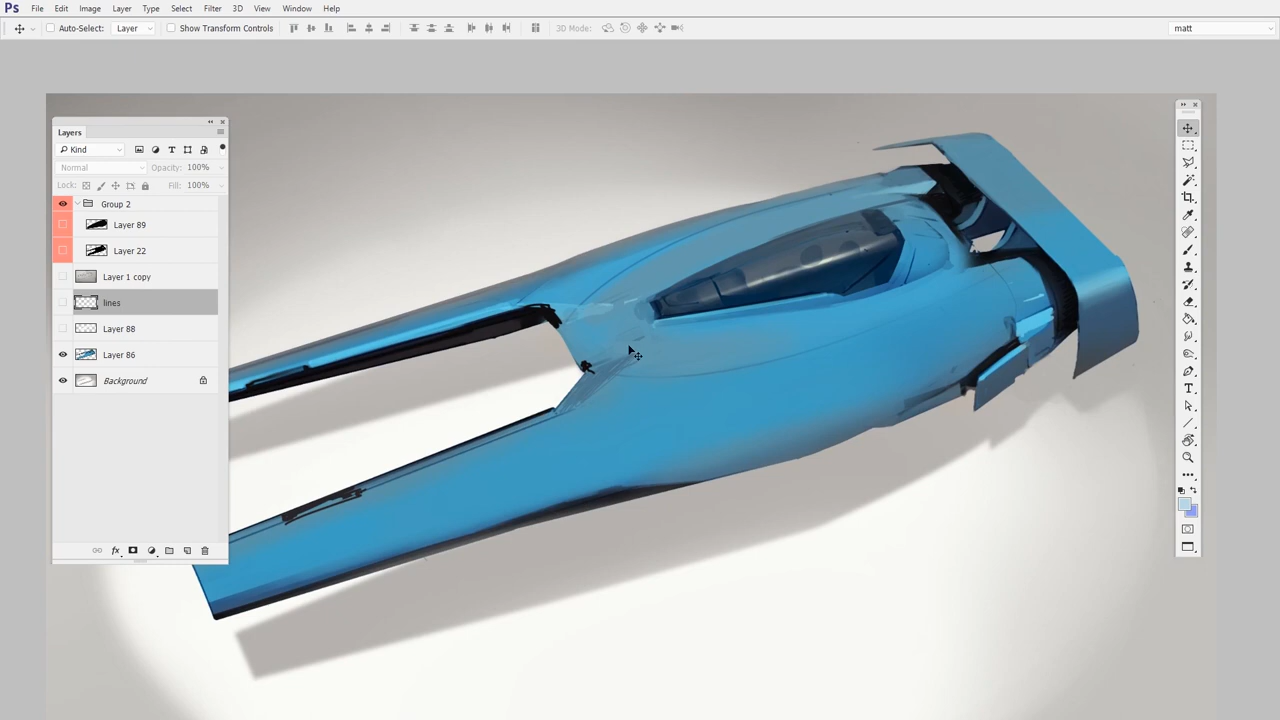 Ps File Edit Image Layer Type Select Filter 3D View Window Help
Auto-Select: Layer Show Transform Controls 3D Mode: matt
Layers
Kind
Normal Opacity: 100%
Lock: Fill: 100%
Group 2
Layer 89
Layer 22
Layer 1 copy
lines
Layer 88
Layer 86
Background
fx